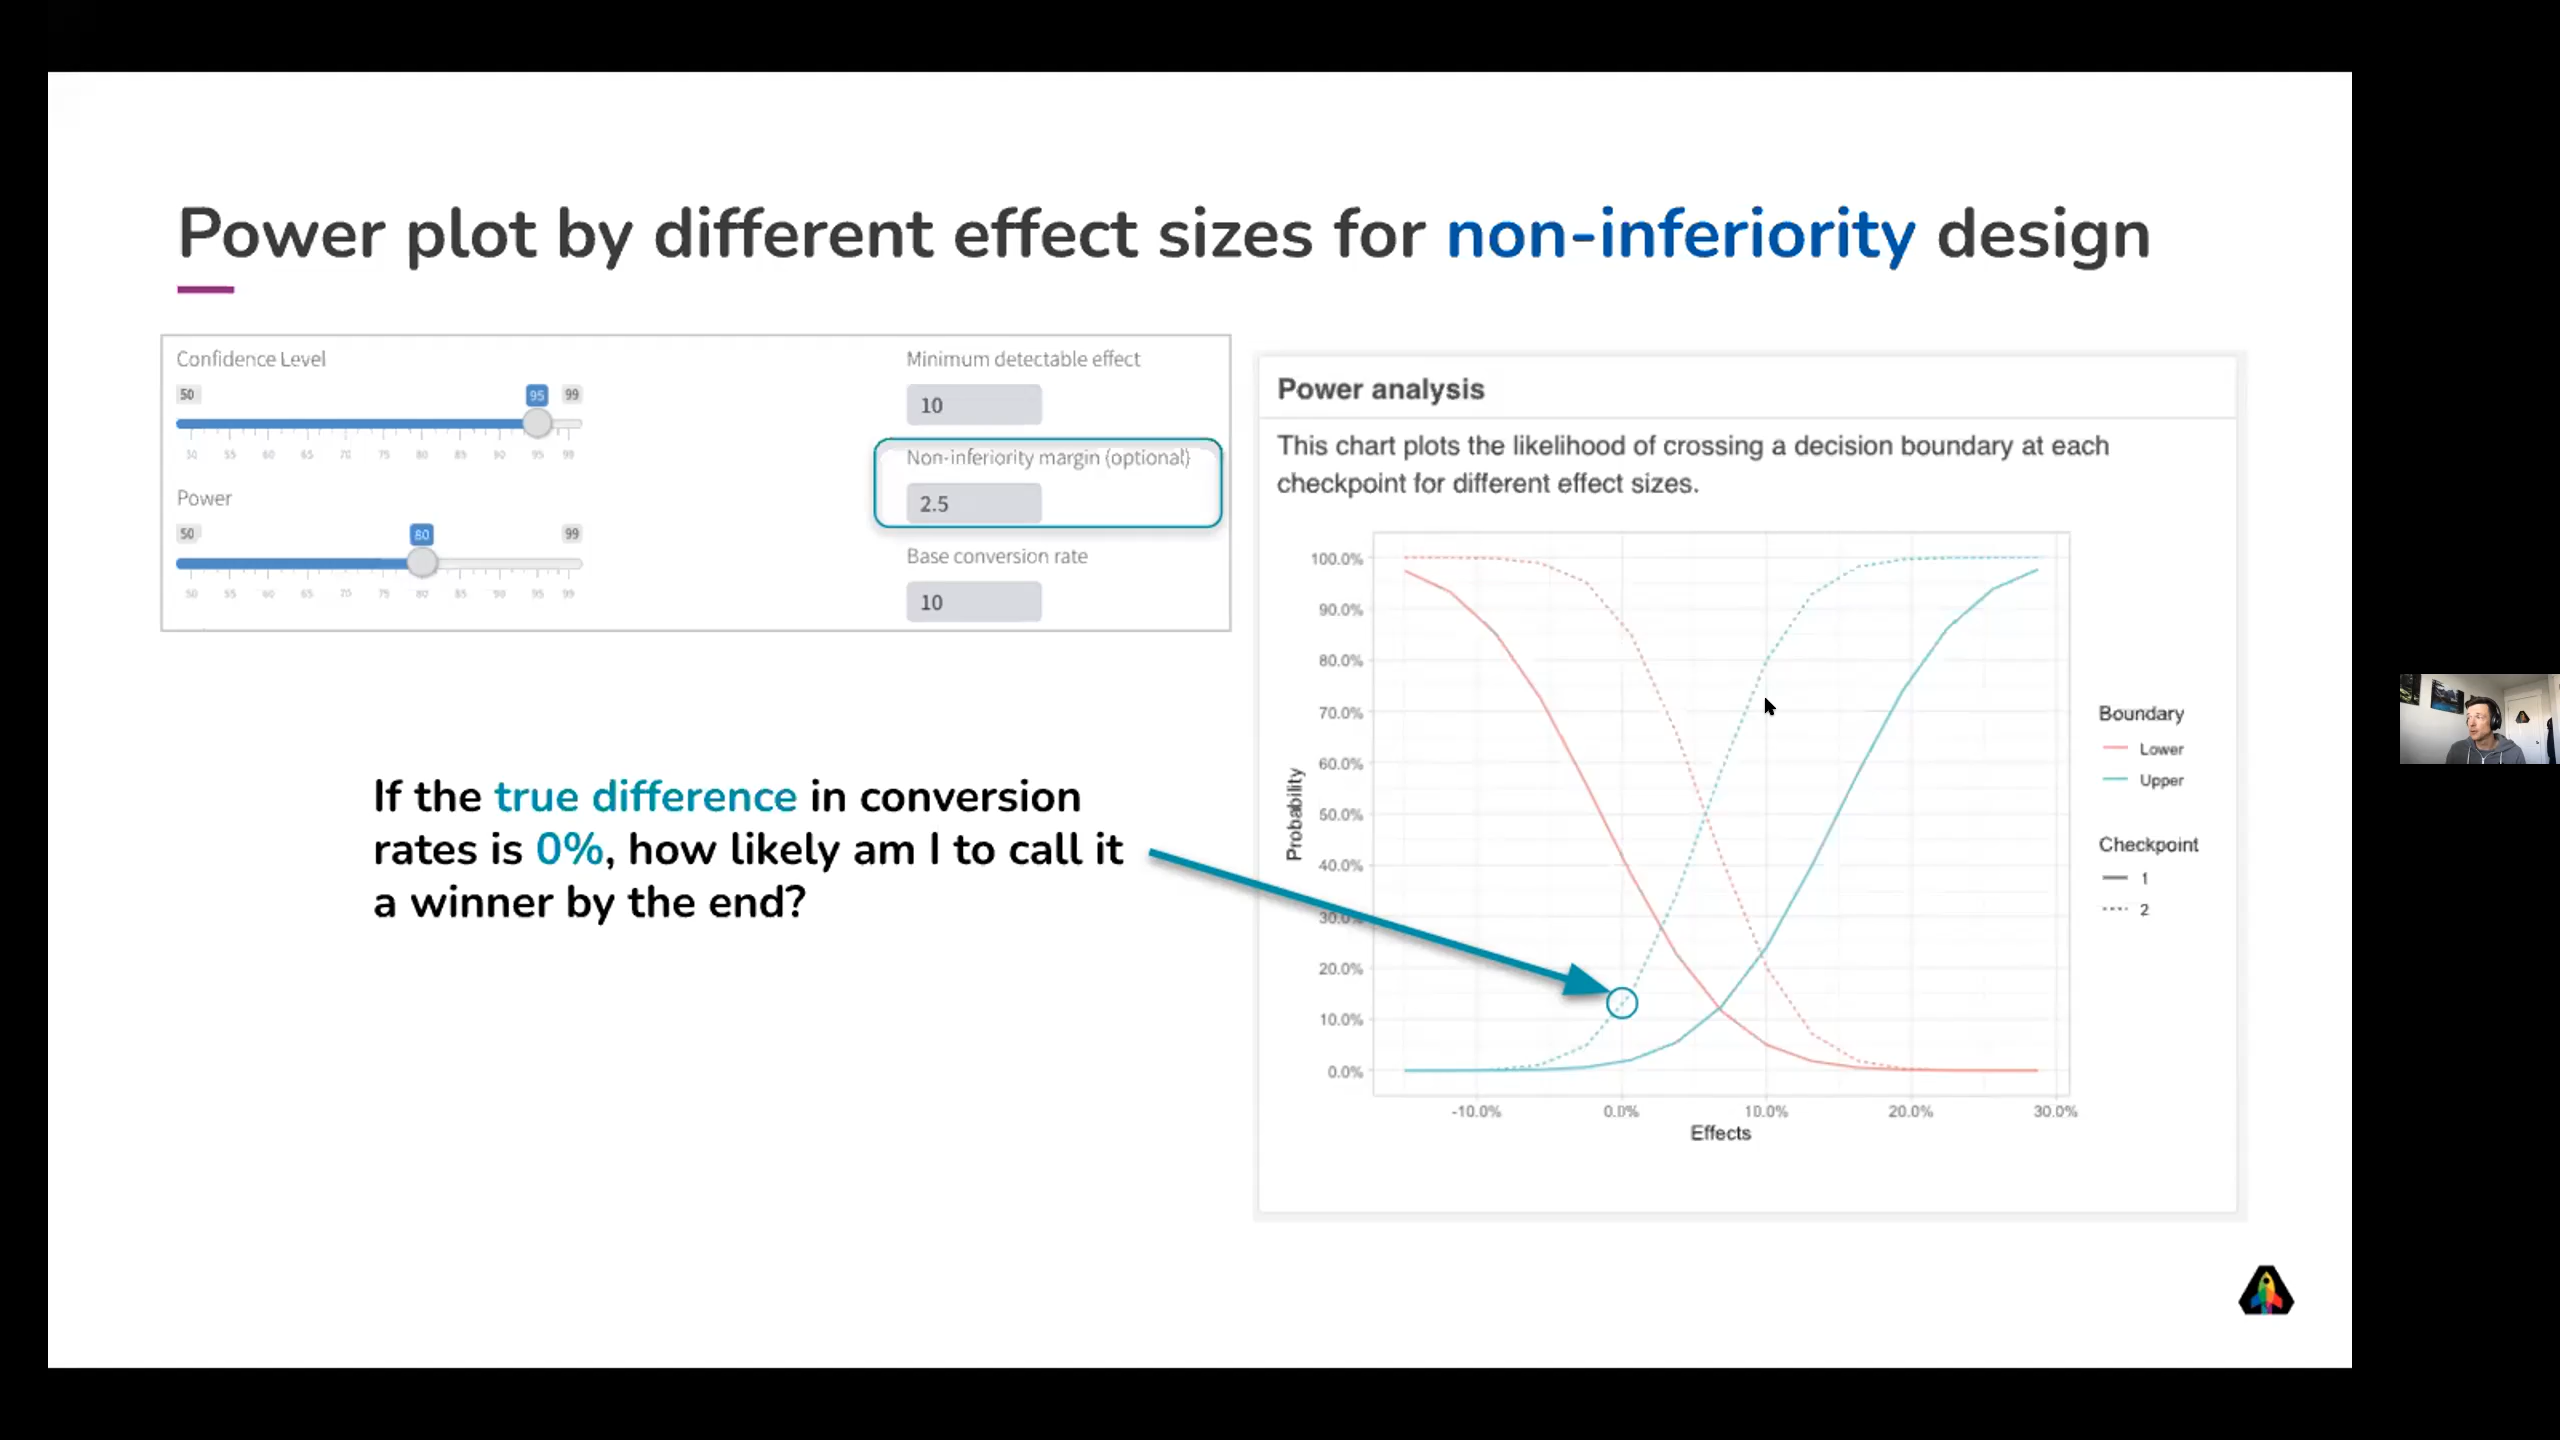 Power plot by different effect sizes for non-inferiority design
Confidence Level
50 95 99
50 55 60 65 70 75 80 85 90 95 99
Power
50 80 99
50 55 60 65 70 75 80 85 90 95 99
Minimum detectable effect
10
Non-inferiority margin (optional)
2.5
Base conversion rate
10
If the true difference in conversion
rates is 0%, how likely am I to call it
a winner by the end?
Power analysis
This chart plots the likelihood of crossing a decision boundary at each
checkpoint for different effect sizes.
100.0%
90.0%
80.0%
70.0%
60.0%
50.0%
40.0%
30.0%
20.0%
10.0%
0.0%
Probability
-10.0% 0.0% 10.0% 20.0% 30.0%
Effects
Boundary
Lower
Upper
Checkpoint
1
2